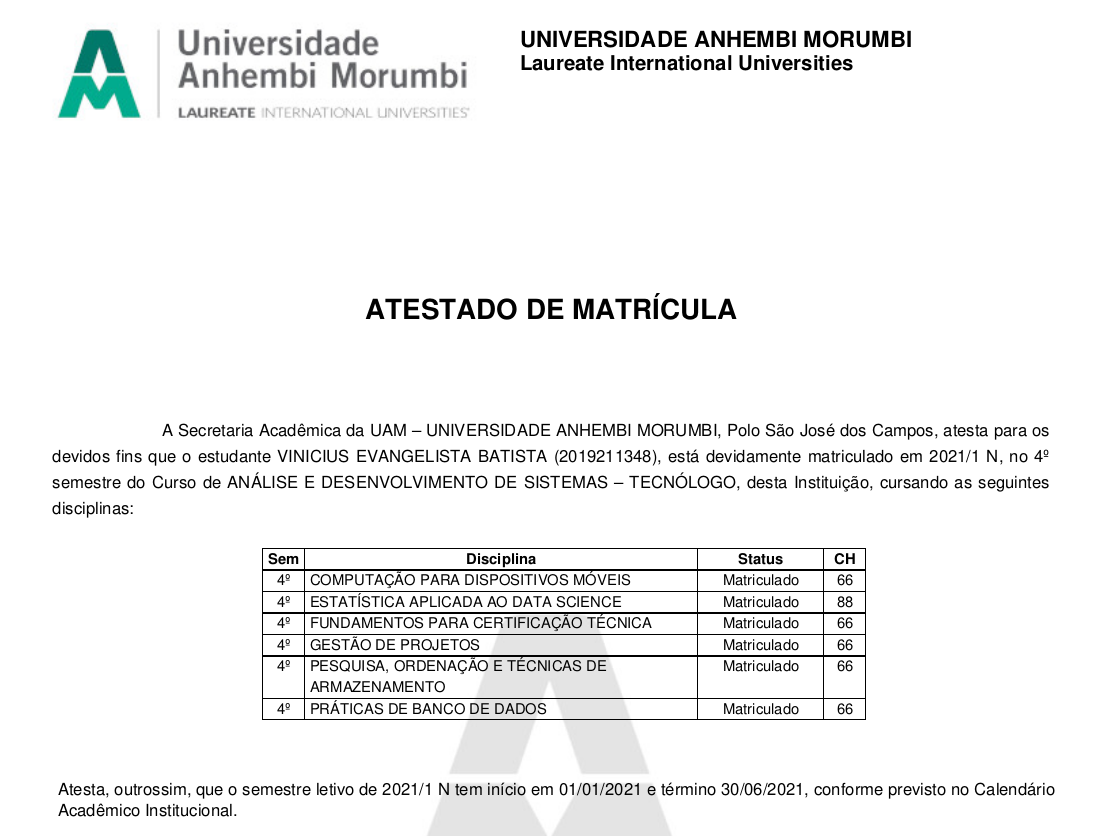 Universidade
Anhembi Morumbi
LAUREATE INTERNATIONAL UNIVERSITIES
UNIVERSIDADE ANHEMBI MORUMBI
Laureate International Universities
ATESTADO DE MATRÍCULA
A Secretaria Acadêmica da UAM – UNIVERSIDADE ANHEMBI MORUMBI, Polo São José dos Campos, atesta para os
devidos fins que o estudante VINICIUS EVANGELISTA BATISTA (2019211348), está devidamente matriculado em 2021/1 N, no 4º
semestre do Curso de ANÁLISE E DESENVOLVIMENTO DE SISTEMAS – TECNÓLOGO, desta Instituição, cursando as seguintes
disciplinas:
Sem Disciplina Status CH
4º COMPUTAÇÃO PARA DISPOSITIVOS MÓVEIS Matriculado 66
4º ESTATÍSTICA APLICADA AO DATA SCIENCE Matriculado 88
4º FUNDAMENTOS PARA CERTIFICAÇÃO TÉCNICA Matriculado 66
4º GESTÃO DE PROJETOS Matriculado 66
4º PESQUISA, ORDENAÇÃO E TÉCNICAS DE Matriculado 66
ARMAZENAMENTO
4º PRÁTICAS DE BANCO DE DADOS Matriculado 66
Atesta, outrossim, que o semestre letivo de 2021/1 N tem início em 01/01/2021 e término 30/06/2021, conforme previsto no Calendário
Acadêmico Institucional.